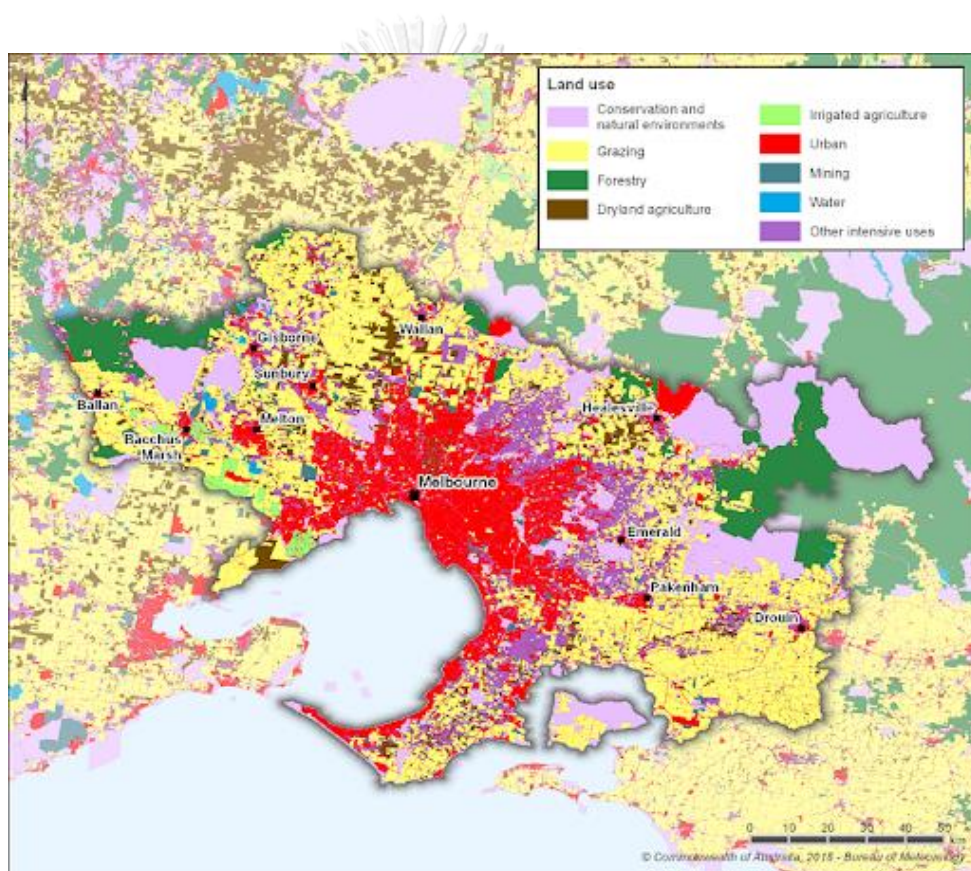 Land use
Conservation and
natural environments
Grazing
Forestry
Dryland agriculture
Irrigated agriculture
Urban
Mining
Water
Other intensive uses
Wallan
Gisborne
Sunbury
Ballan
Melton
Bacchus
Marsh
Healesville
Melbourne
Emerald
Pakenham
Drouin
0 10 20 30 40 50
km
© Commonwealth of Australia, 2016 - Bureau of Meteorology